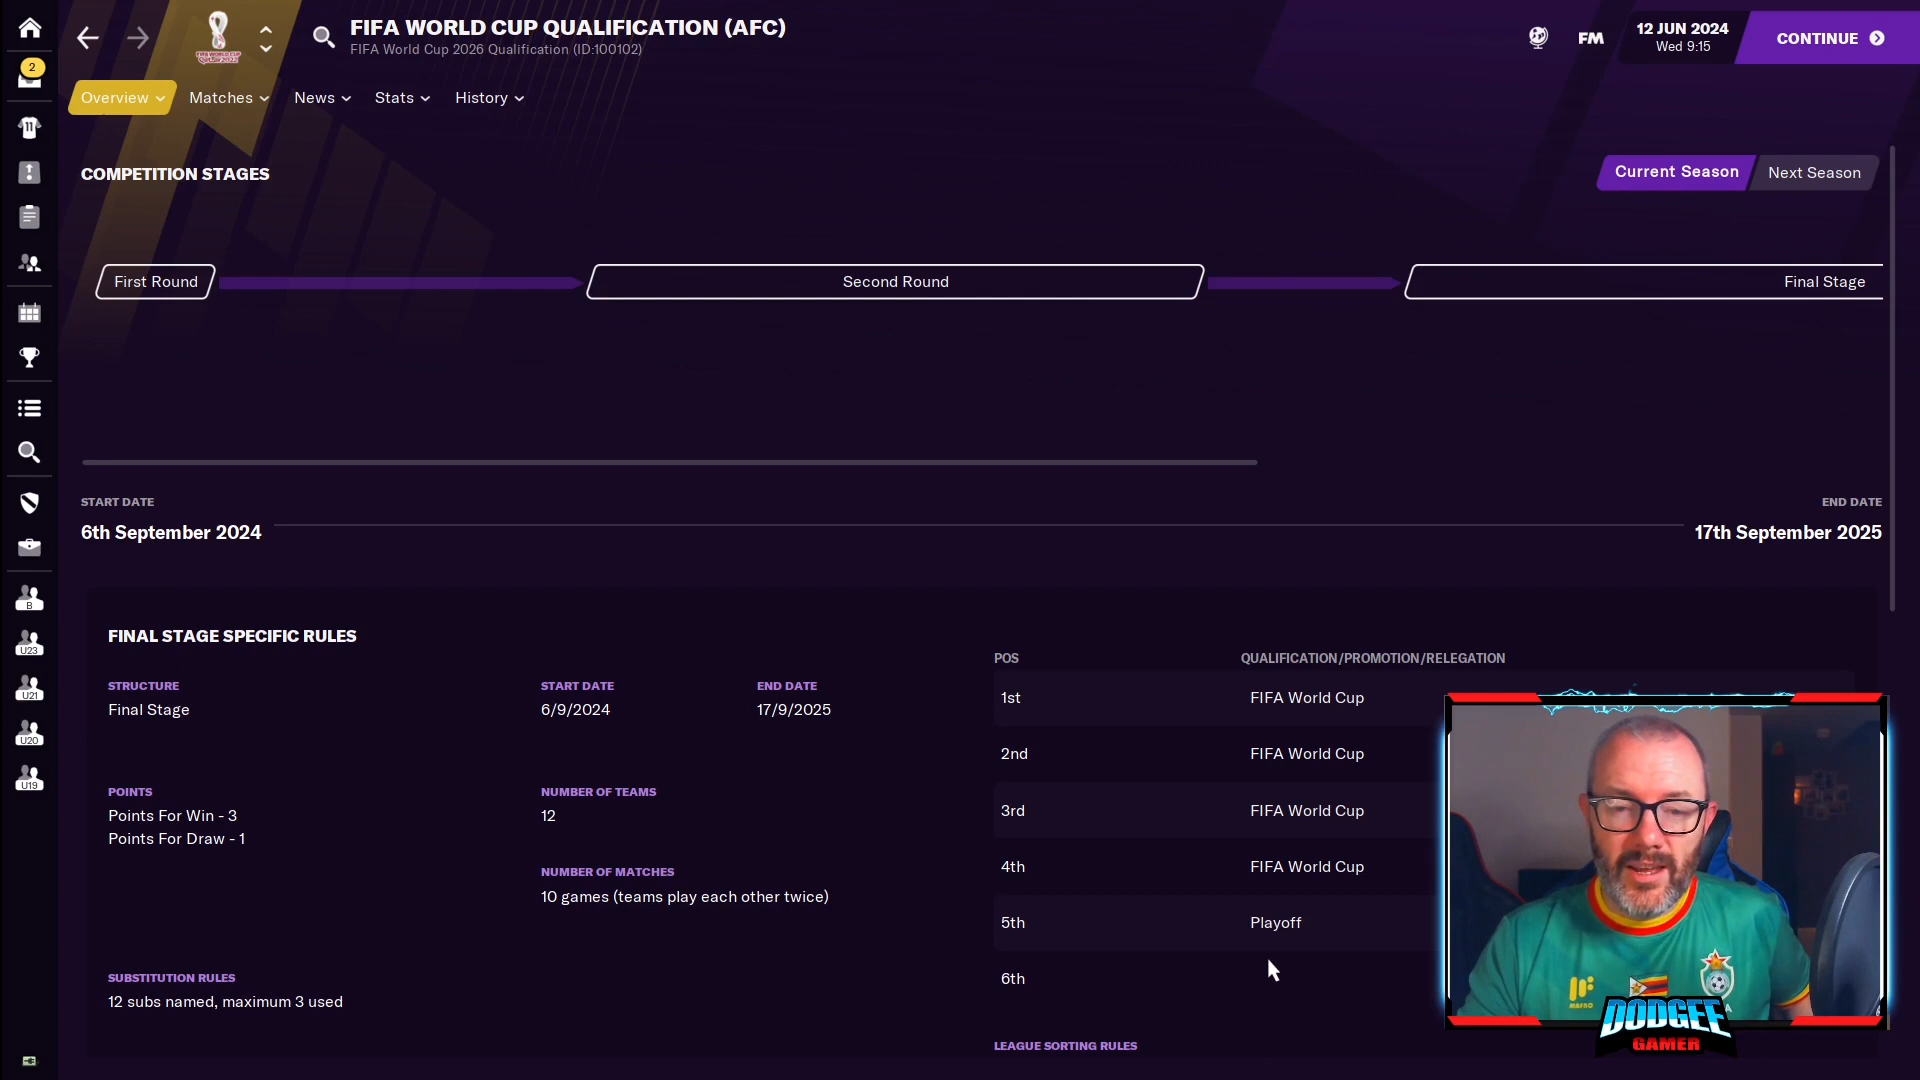 FIFA WORLD CUP QUALIFICATION (AFC)
FIFA World Cup 2026 Qualification (ID:100102)
FM
12 JUN 2024
Wed 9:15
CONTINUE
2
Overview
Matches
News
Stats
History
11
COMPETITION STAGES
Current Season
Next Season
First Round
Second Round
Final Stage
START DATE
END DATE
6th September 2024
17th September 2025
FINAL STAGE SPECIFIC RULES
STRUCTURE
Final Stage
START DATE
6/9/2024
END DATE
17/9/2025
POINTS
Points For Win - 3
Points For Draw - 1
NUMBER OF TEAMS
12
NUMBER OF MATCHES
10 games (teams play each other twice)
SUBSTITUTION RULES
12 subs named, maximum 3 used
POS
QUALIFICATION/PROMOTION/RELEGATION
1st
FIFA World Cup
2nd
FIFA World Cup
3rd
FIFA World Cup
4th
FIFA World Cup
5th
Playoff
6th
LEAGUE SORTING RULES
B
U23
U21
U20
U19
DODGEE
GAMER